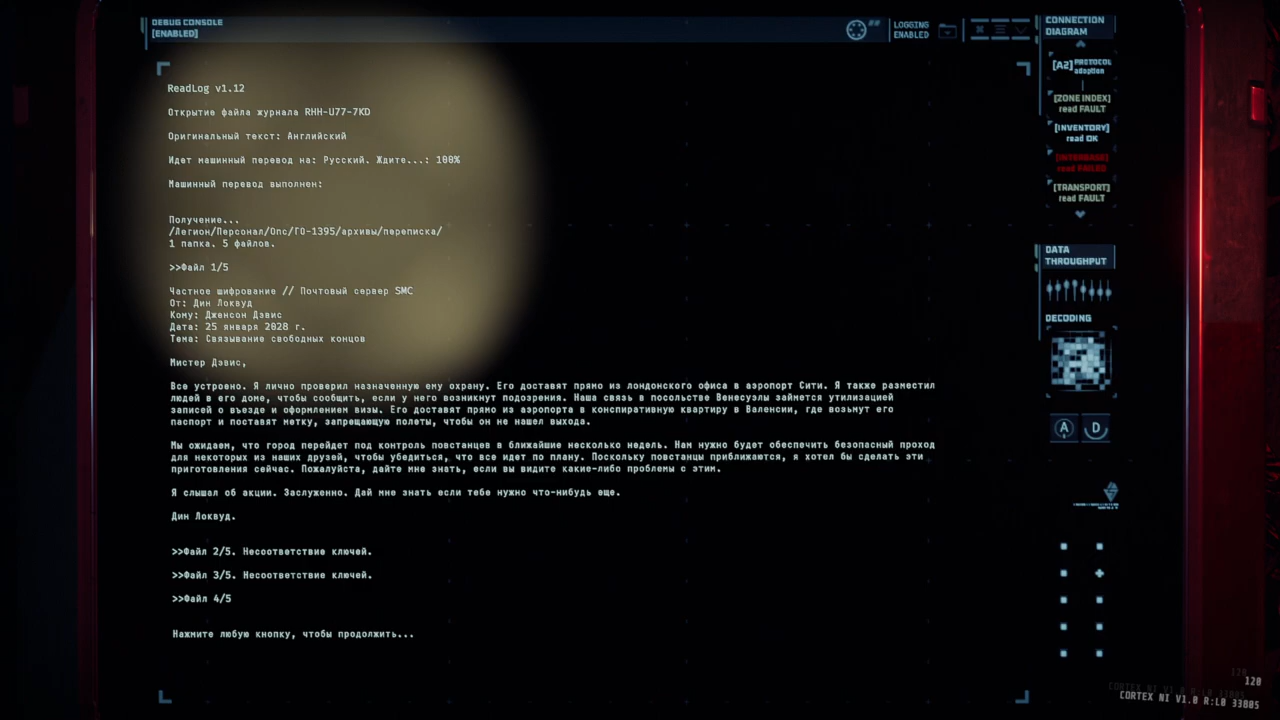 DEBUG CONSOLE
[ENABLED]
LOGGING
ENABLED
CONNECTION
DIAGRAM
[A2] PROTOCOL
adaption
[ZONE INDEX]
read FAULT
[INVENTORY]
read OK
[INTERBASE]
read FAILED
[TRANSPORT]
read FAULT
DATA
THROUGHPUT
DECODING
A D
ReadLog v1.12
Открытие файла журнала RHH-U77-7KD
Оригинальный текст: Английский
Идет машинный перевод на: Русский. Ждите...: 100%
Машинный перевод выполнен:
Получение...
/Легион/Персонал/Опс/ГО-1395/архивы/переписка/
1 папка. 5 файлов.
>>Файл 1/5
Частное шифрование // Почтовый сервер SMC
От: Дин Локвуд
Кому: Дженсон Дэвис
Дата: 25 января 2028 г.
Тема: Связывание свободных концов
Мистер Дэвис,
Все устроено. Я лично проверил назначенную ему охрану. Его доставят прямо из лондонского офиса в аэропорт Сити. Я также разместил
людей в его доме, чтобы сообщить, если у него возникнут подозрения. Наша связь в посольстве Венесуэлы займется утилизацией
записей о въезде и оформлением визы. Его доставят прямо из аэропорта в конспиративную квартиру в Валенсии, где возьмут его
паспорт и поставят метку, запрещающую полеты, чтобы он не нашел выхода.
Мы ожидаем, что город перейдет под контроль повстанцев в ближайшие несколько недель. Нам нужно будет обеспечить безопасный проход
для некоторых из наших друзей, чтобы убедиться, что все идет по плану. Поскольку повстанцы приближаются, я хотел бы сделать эти
приготовления сейчас. Пожалуйста, дайте мне знать, если вы видите какие-либо проблемы с этим.
Я слышал об акции. Заслуженно. Дай мне знать если тебе нужно что-нибудь еще.
Дин Локвуд.
>>Файл 2/5. Несоответствие ключей.
>>Файл 3/5. Несоответствие ключей.
>>Файл 4/5
Нажмите любую кнопку, чтобы продолжить...
120
CORTEX NI V1.0 R:L0 33805